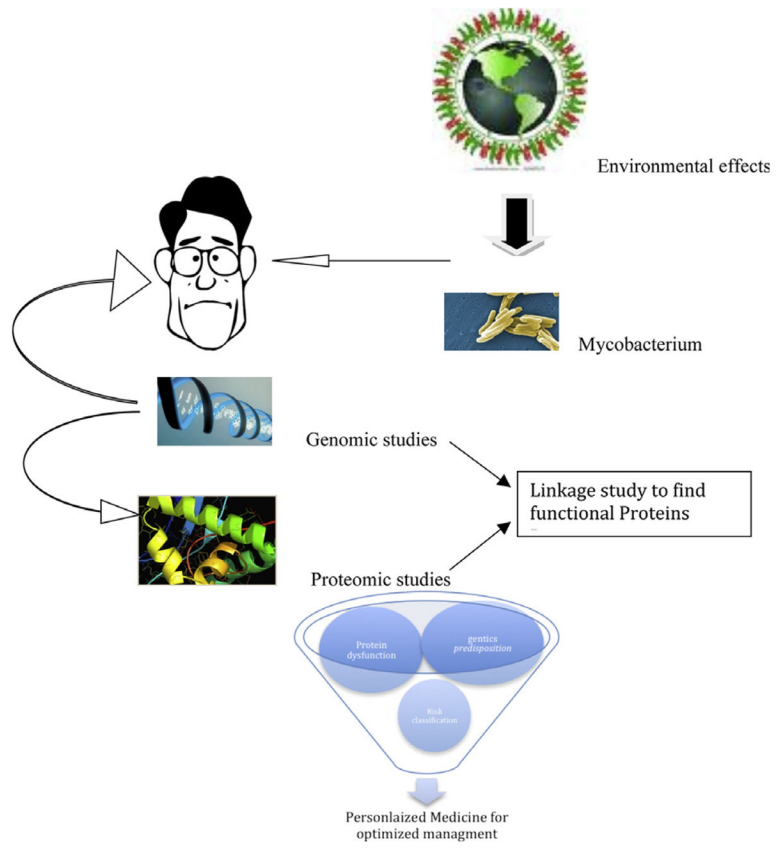 Environmental effects
Mycobacterium
Genomic studies
Linkage study to find
functional Proteins
Proteomic studies
Protein
dysfunction
gentics
predisposition
Risk
classification
Personlaized Medicine for
optimized managment